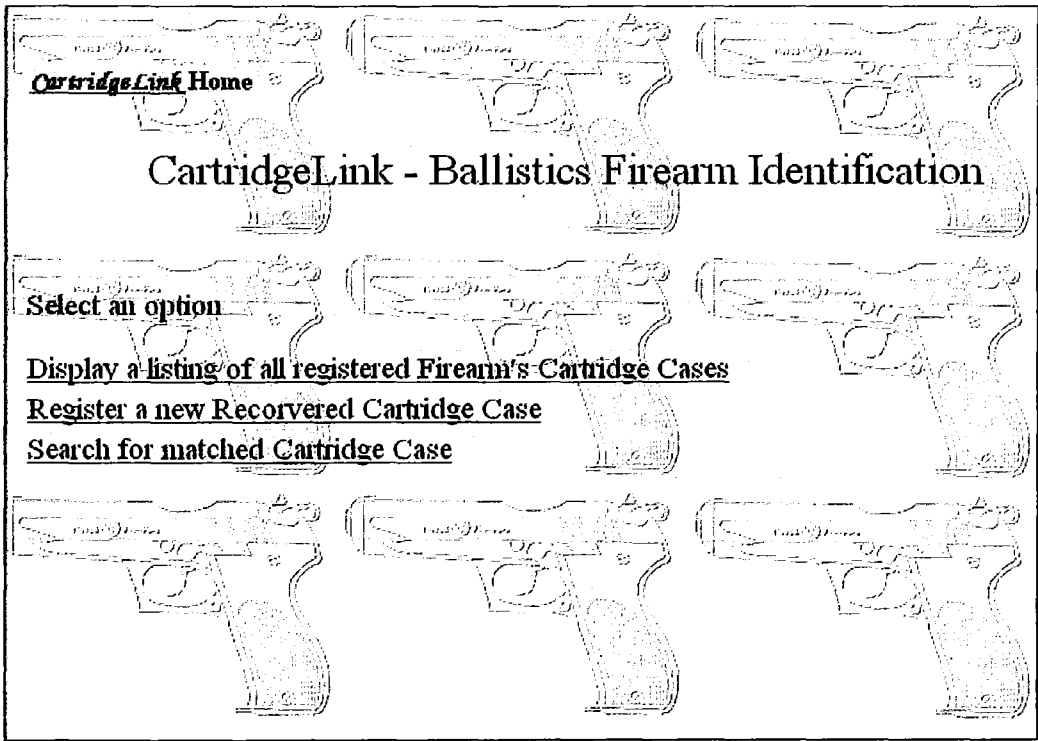 CartridgeLink Home
CartridgeLink - Ballistics Firearm Identification
Select an option
Display a listing of all registered Firearm's Cartridge Cases
Register a new Recorvered Cartridge Case
Search for matched Cartridge Case